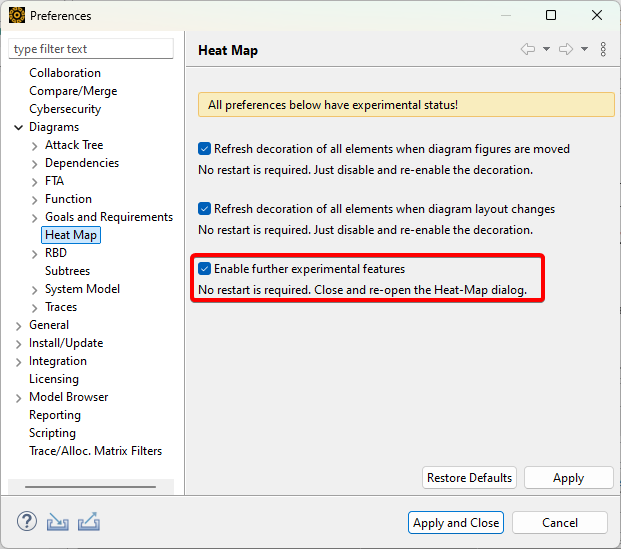 Preferences
type filter text
Collaboration
Compare/Merge
Cybersecurity
Diagrams
Attack Tree
Dependencies
FTA
Function
Goals and Requirements
Heat Map
RBD
Subtrees
System Model
Traces
General
Install/Update
Integration
Licensing
Model Browser
Reporting
Scripting
Trace/Alloc. Matrix Filters
Heat Map
All preferences below have experimental status!
Refresh decoration of all elements when diagram figures are moved
No restart is required. Just disable and re-enable the decoration.
Refresh decoration of all elements when diagram layout changes
No restart is required. Just disable and re-enable the decoration.
Enable further experimental features
No restart is required. Close and re-open the Heat-Map dialog.
Restore Defaults
Apply
?
Apply and Close
Cancel